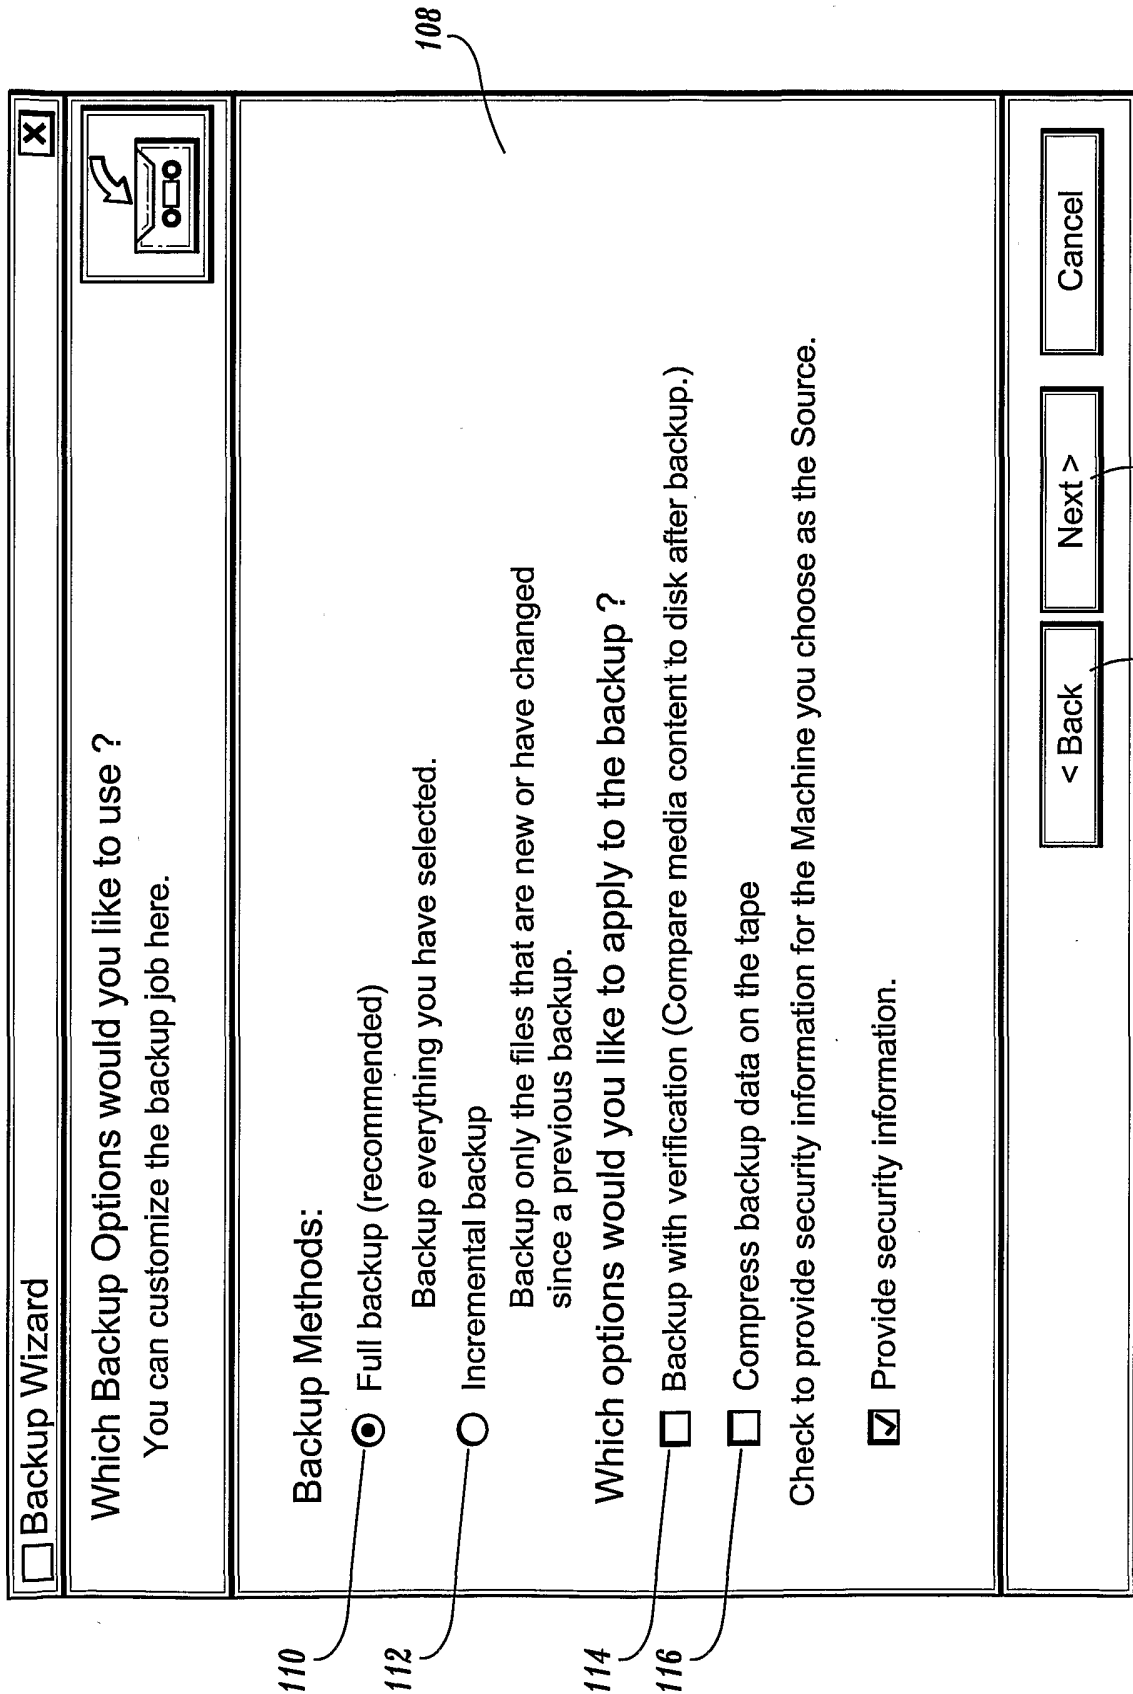 Backup Wizard
Which Backup Options would you like to use ?
You can customize the backup job here.
108
Backup Methods:
110
Full backup (recommended)
Backup everything you have selected.
112
Incremental backup
Backup only the files that are new or have changed
since a previous backup.
Which options would you like to apply to the backup ?
114
Backup with verification (Compare media content to disk after backup.)
116
Compress backup data on the tape
Check to provide security information for the Machine you choose as the Source.
Provide security information.
< Back
Next >
Cancel